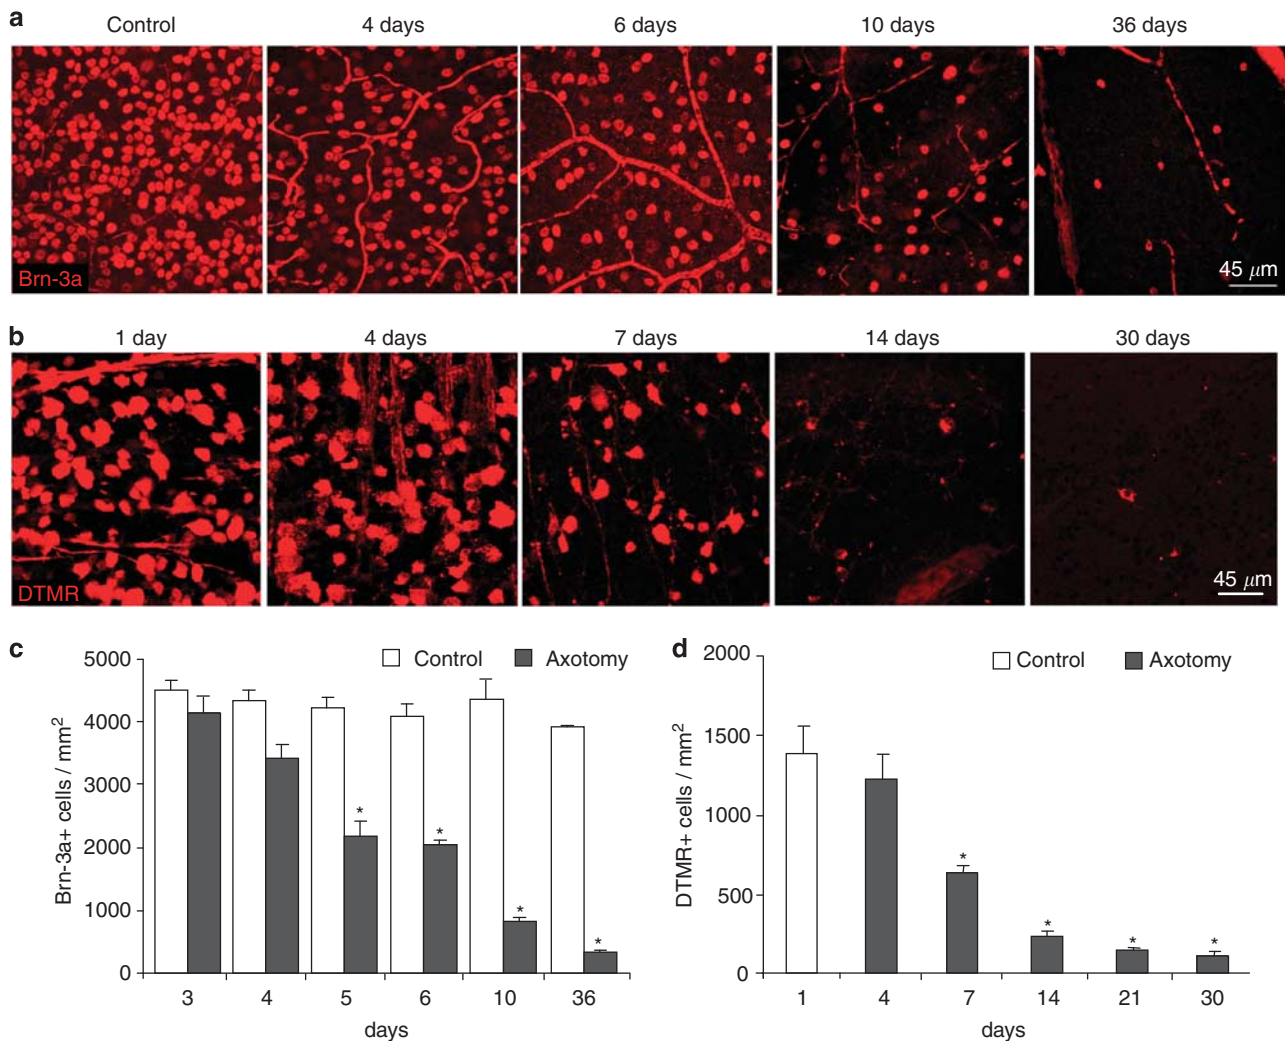 a
Control 4 days 6 days 10 days 36 days
Brn-3a
45 μm
b
1 day 4 days 7 days 14 days 30 days
DTMR
45 μm
c
Control Axotomy
Brn-3a+ cells / mm²
5000
4000
3000
2000
1000
0
* * * *
3 4 5 6 10 36
days
d
Control Axotomy
DTMR+ cells / mm²
2000
1500
1000
500
0
* * * *
1 4 7 14 21 30
days